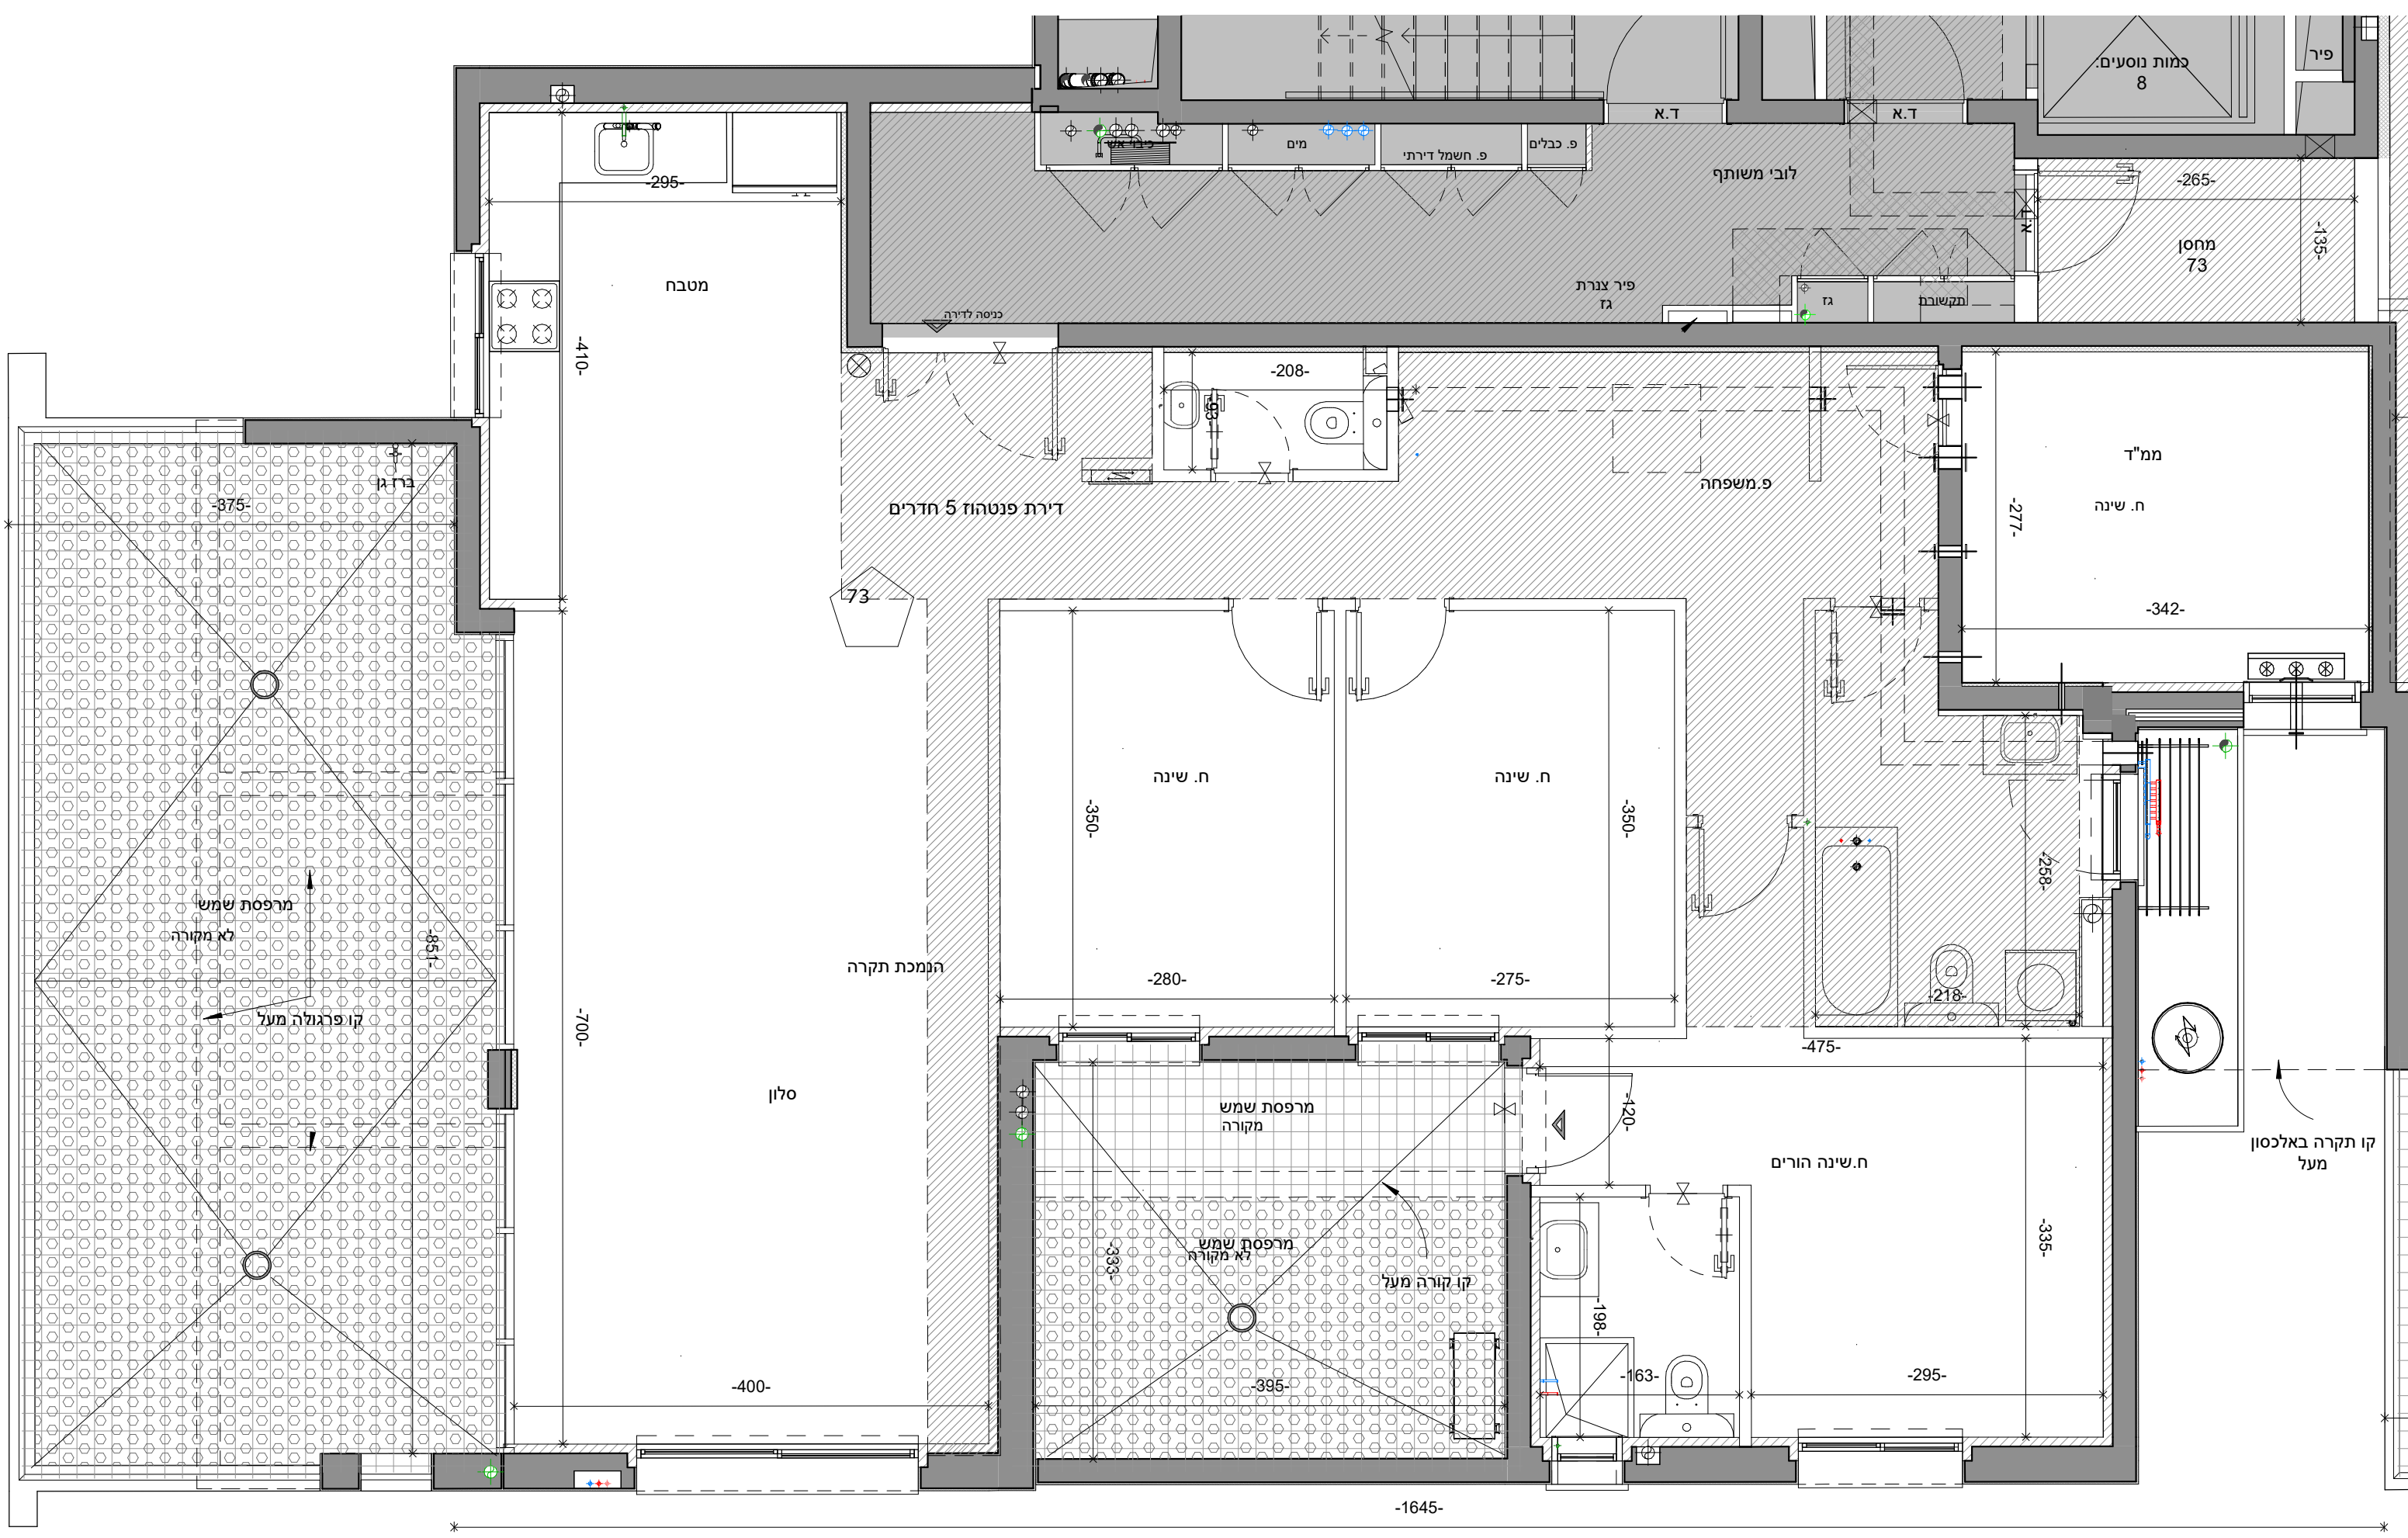 כמות נוסעים:
8
פיר
ד.א
ד.א
כיבוי אש
מים
פ. חשמל דירתי
פ. כבלים
לובי משותף
-265-
-295-
ד.א
מחסן
73
-135-
מטבח
פיר צנרת
גז
גז
תקשורת
כניסה לדירה
-410-
-208-
-93-
ממ"ד
ח. שינה
-277-
-342-
פ.משפחה
דירת פנטהוז 5 חדרים
ברז גן
-375-
73
ח. שינה
-350-
-280-
ח. שינה
-350-
-275-
-258-
-218-
מרפסת שמש
לא מקורה
-851-
קו פרגולה מעל
הנמכת תקרה
-700-
סלון
-400-
-475-
-120-
מרפסת שמש
מקורה
מרפסת שמש
לא מקורה
-333-
קו קורה מעל
-395-
ח.שינה הורים
-335-
-198-
-163-
-295-
קו תקרה באלכסון
מעל
-1645-